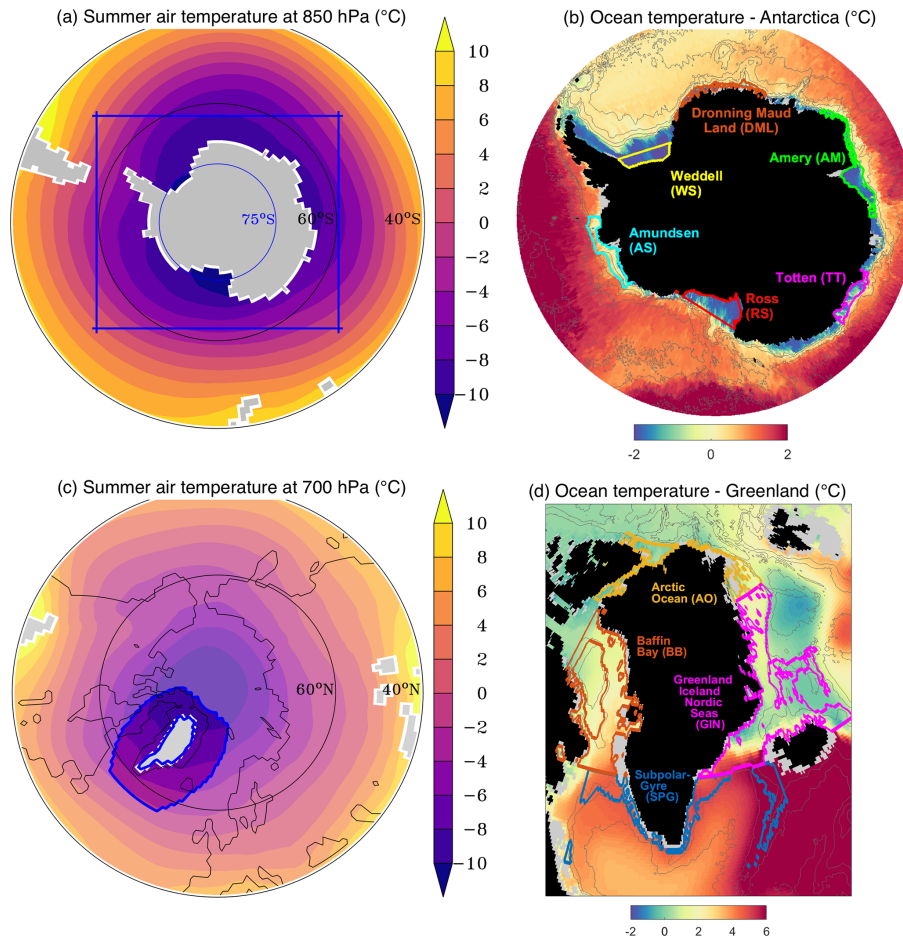 (a) Summer air temperature at 850 hPa (°C)
75°S
60°S
40°S
10
8
6
4
2
0
−2
−4
−6
−8
−10
(b) Ocean temperature - Antarctica (°C)
Dronning Maud
Land (DML)
Amery (AM)
Weddell
(WS)
Amundsen
(AS)
Totten (TT)
Ross
(RS)
-2
0
2
(c) Summer air temperature at 700 hPa (°C)
60°N
40°N
10
8
6
4
2
0
−2
−4
−6
−8
−10
(d) Ocean temperature - Greenland (°C)
Arctic
Ocean (AO)
Baffin
Bay (BB)
Greenland
Iceland
Nordic
Seas
(GIN)
Subpolar-
Gyre
(SPG)
-2
0
2
4
6